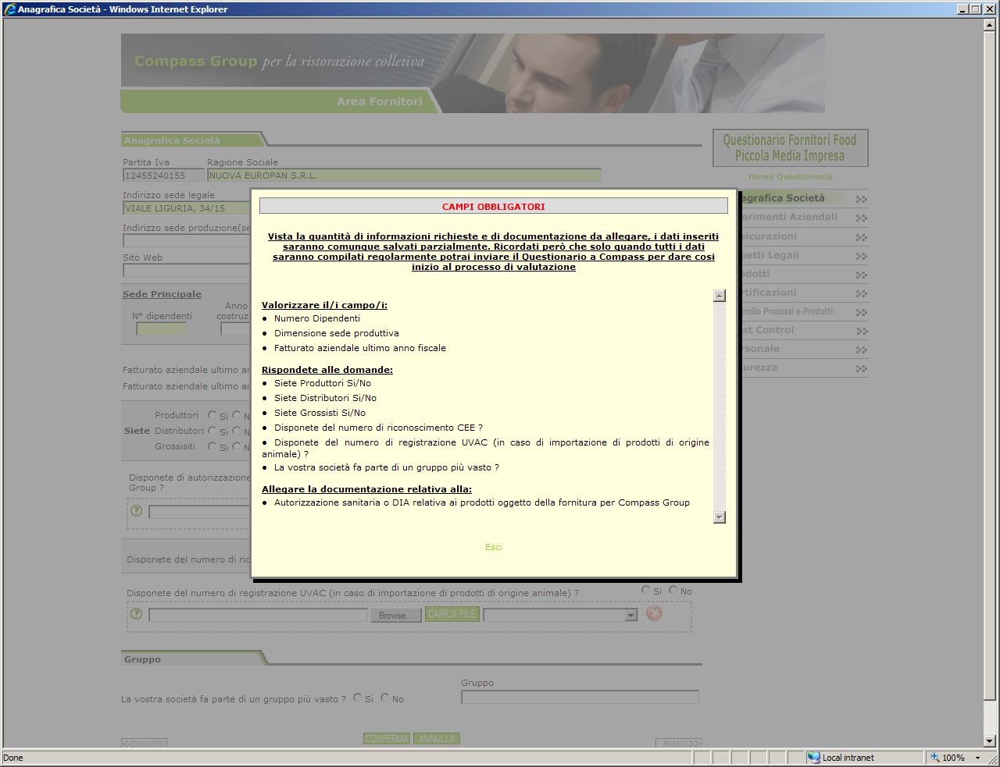 Anagrafica Società - Windows Internet Explorer
Compass Group per la ristorazione colletiva
Area Fornitori
Anagrafica Società
Partita Iva
Ragione Sociale
12455240155
NUOVA EUROPAN S.R.L.
Indirizzo sede legale
VIALE LIGURIA, 34/15
Indirizzo sede produzione(se
Sito Web
Sede Principale
N° dipendenti
Anno
costruz
Fatturato aziendale ultimo an
Fatturato aziendale ultimo an
Siete
Produttori Si N
Distributori Si N
Grossisiti Si N
Disponete di autorizzazione
Group ?
Disponete del numero di ric
Disponete del numero di registrazione UVAC (in caso di importazione di prodotti di origine animale) ? Si No
Browse...
CARICA FILE
Gruppo
Gruppo
La vostra società fa parte di un gruppo più vasto ? Si No
INDIETRO
CONFERMA
ANNULLA
AVANTI
Questionario Fornitori Food
Piccola Media Impresa
Home Questionario
agrafica Società
erimenti Aziendali
sicurazioni
petti Legali
odotti
rtificazioni
trollo Processi e Prodotti
st Control
rsonale
urezza
CAMPI OBBLIGATORI
Vista la quantità di informazioni richieste e di documentazione da allegare, i dati inseriti
saranno comunque salvati parzialmente. Ricordati però che solo quando tutti i dati
saranno compilati regolarmente potrai inviare il Questionario a Compass per dare cosi
inizio al processo di valutazione
Valorizzare il/i campo/i:
● Numero Dipendenti
● Dimensione sede produttiva
● Fatturato aziendale ultimo anno fiscale
Rispondete alle domande:
● Siete Produttori Si/No
● Siete Distributori Si/No
● Siete Grossisti Si/No
● Disponete del numero di riconoscimento CEE ?
● Disponete del numero di registrazione UVAC (in caso di importazione di prodotti di origine
animale) ?
● La vostra società fa parte di un gruppo più vasto ?
Allegare la documentazione relativa alla:
● Autorizzazione sanitaria o DIA relativa ai prodotti oggetto della fornitura per Compass Group
Esci
Done
Local intranet
100%